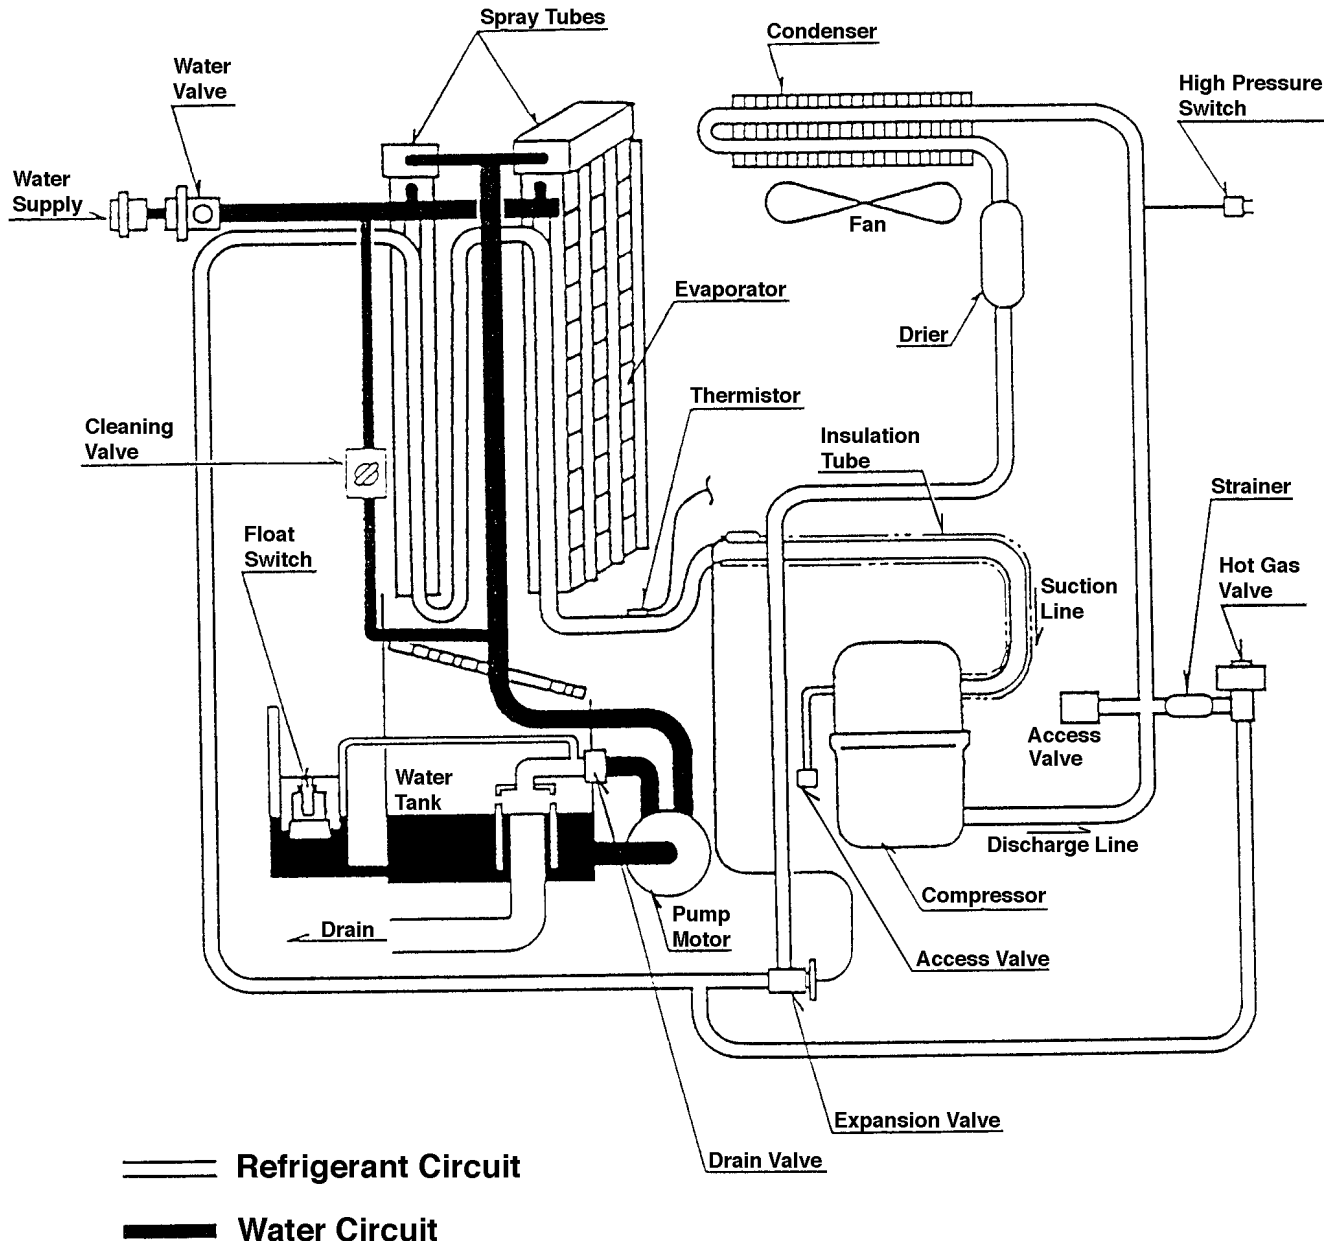 Spray Tubes
Condenser
Water
Valve
High Pressure
Switch
Water
Supply
Fan
Evaporator
Drier
Thermistor
Cleaning
Valve
Insulation
Tube
Strainer
Float
Switch
Hot Gas
Valve
Suction
Line
Access
Valve
Water
Tank
Discharge Line
Compressor
Pump
Motor
Drain
Access Valve
Expansion Valve
Drain Valve
Refrigerant Circuit
Water Circuit